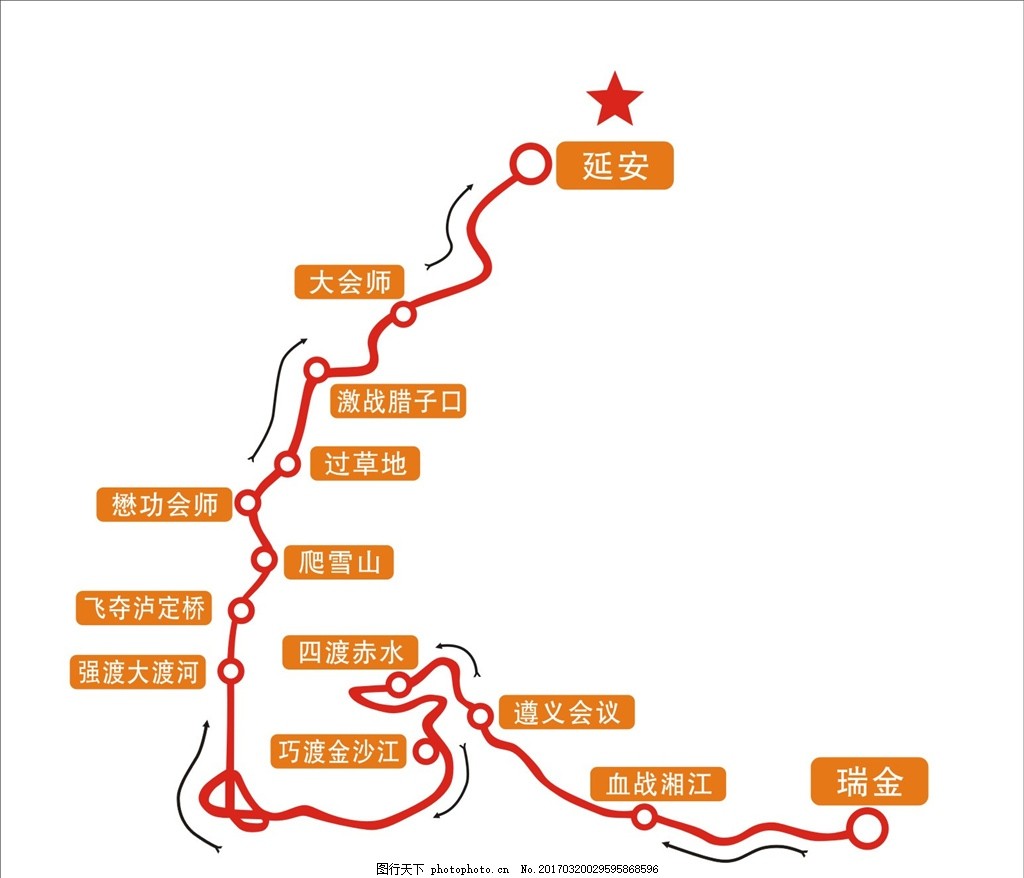 延安
大会师
激战腊子口
过草地
懋功会师
爬雪山
飞夺泸定桥
强渡大渡河
四渡赤水
遵义会议
巧渡金沙江
血战湘江
瑞金
图行天下 photophoto.cn No.20170320029595868596